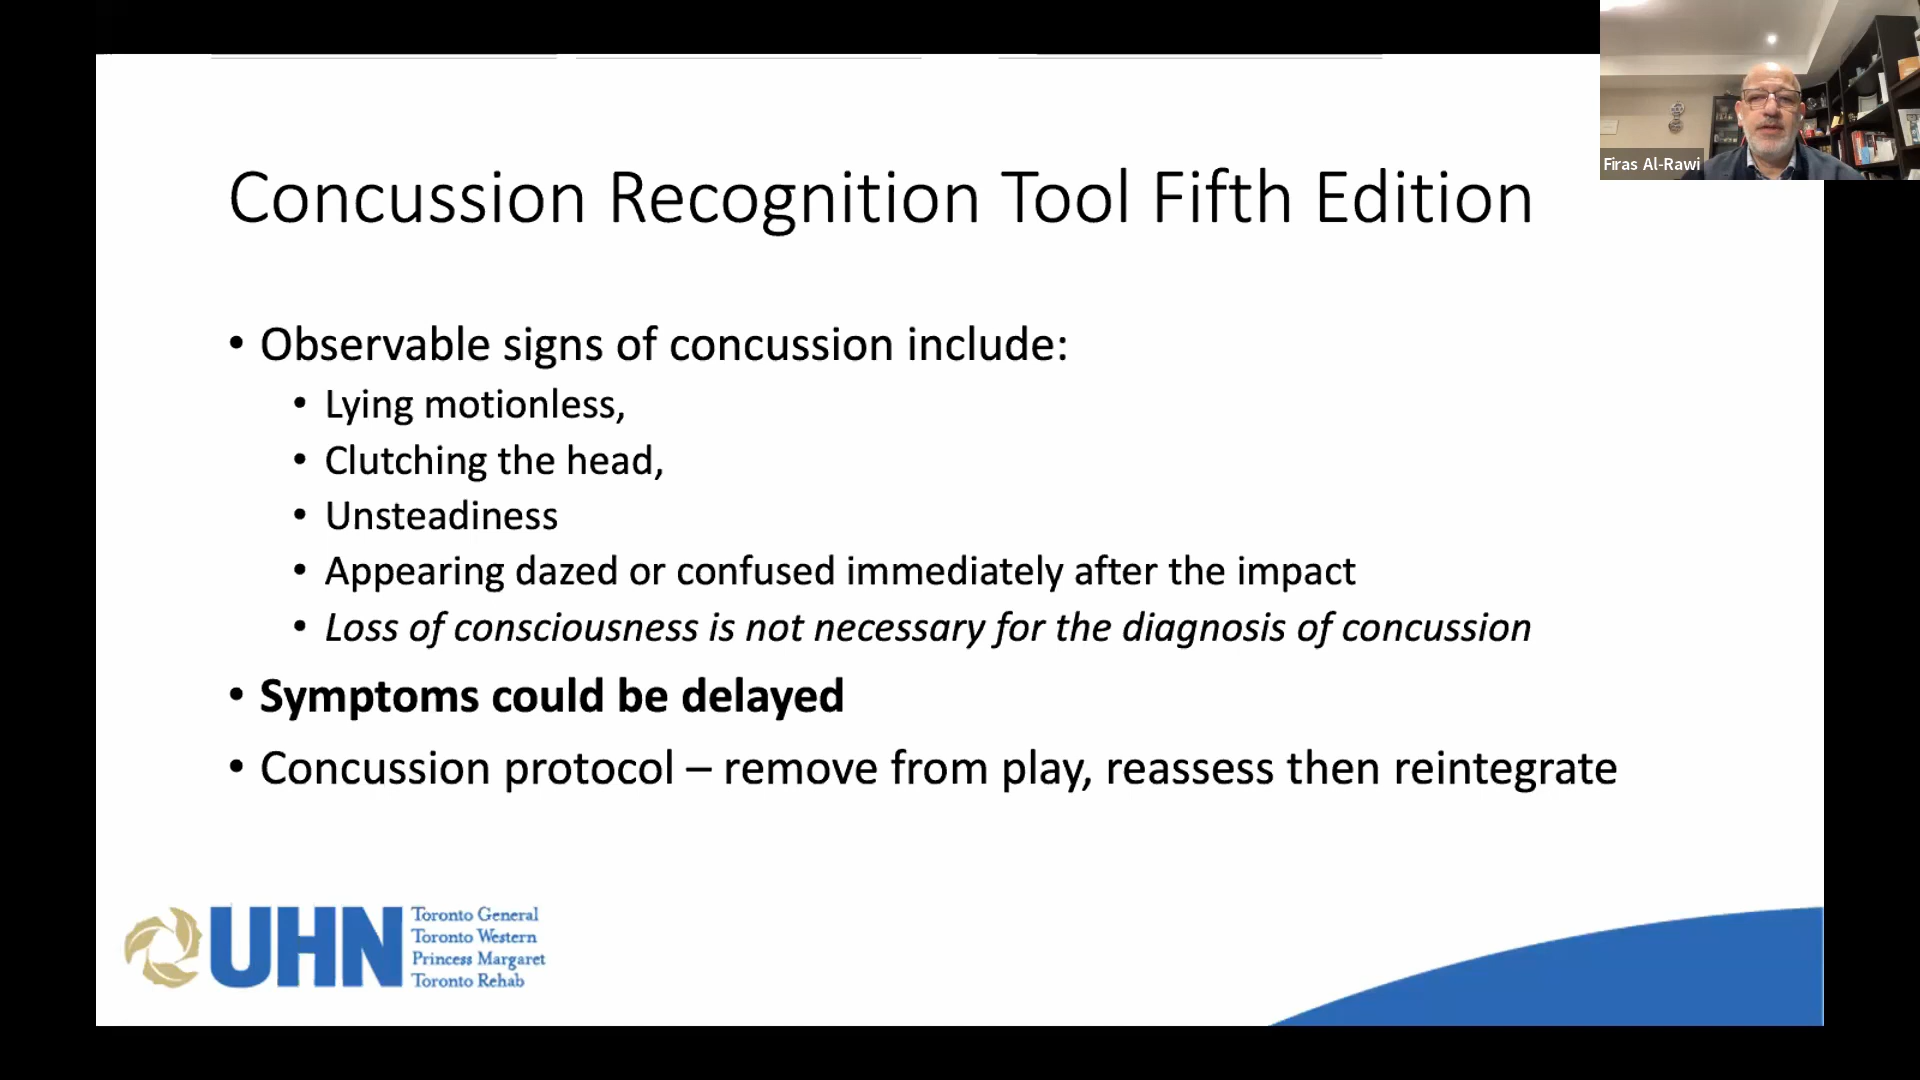 Firas Al-Rawi
Concussion Recognition Tool Fifth Edition
• Observable signs of concussion include:
• Lying motionless,
• Clutching the head,
• Unsteadiness
• Appearing dazed or confused immediately after the impact
• Loss of consciousness is not necessary for the diagnosis of concussion
• Symptoms could be delayed
• Concussion protocol – remove from play, reassess then reintegrate
UHN
Toronto General
Toronto Western
Princess Margaret
Toronto Rehab